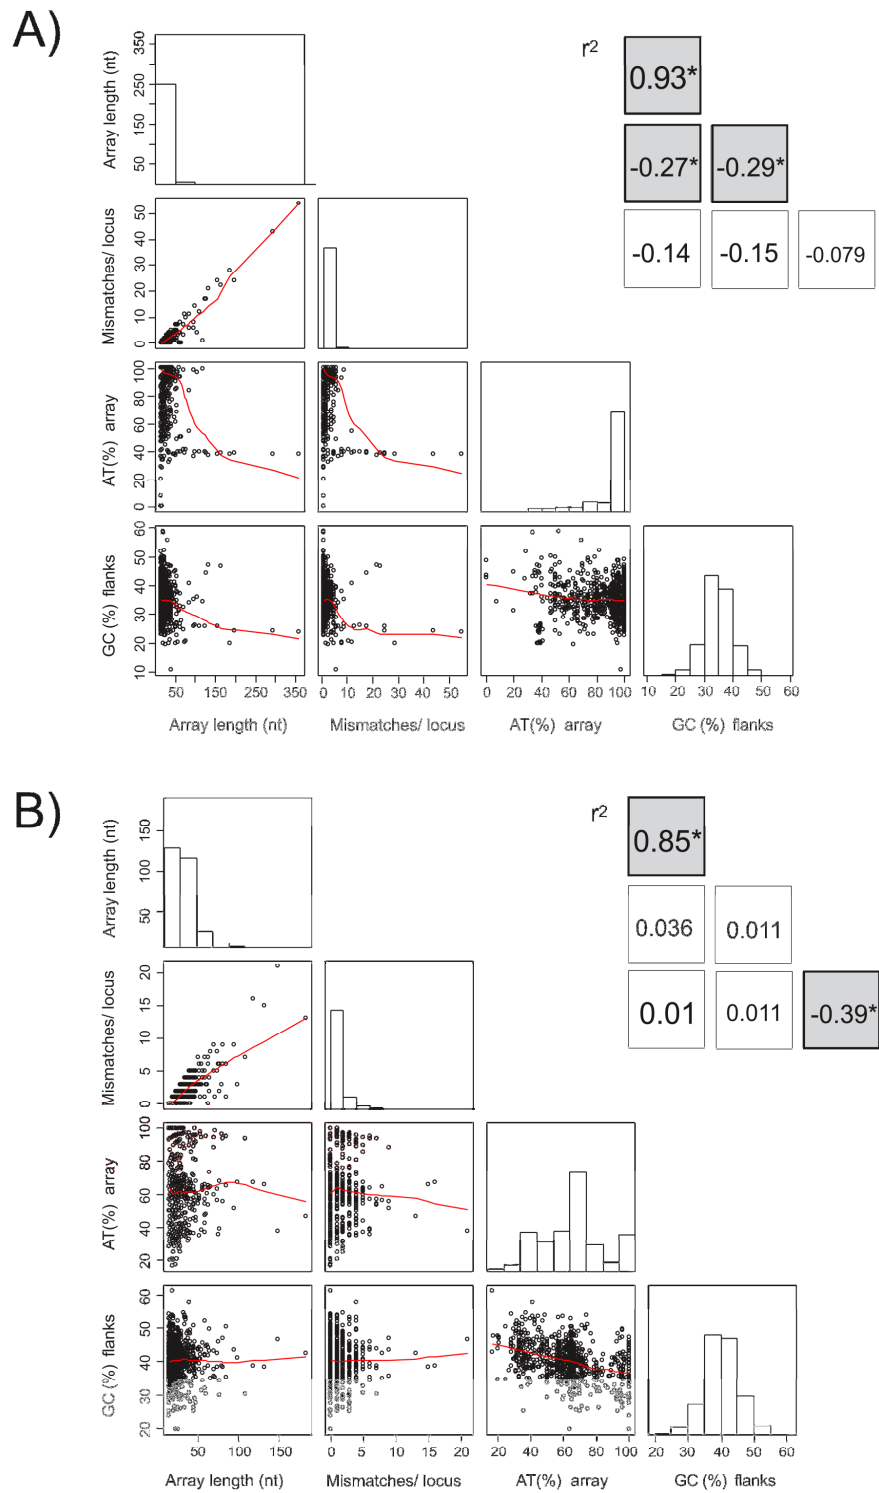 A)
r²
Array length (nt)
50 150 250 350
0.93*
-0.27* -0.29*
-0.14 -0.15 -0.079
Mismatches/ locus
0 10 20 30 40 50
AT(%) array
0 20 40 60 80 100
GC (%) flanks
10 20 30 40 50 60
50 150 250 350
0 10 20 30 40 50
0 20 40 60 80 100
10 20 30 40 50 60
Array length (nt) Mismatches/ locus AT(%) array GC (%) flanks
B)
r²
Array length (nt)
50 100 150
0.85*
0.036 0.011
0.01 0.011 -0.39*
Mismatches/ locus
0 5 10 15 20
AT(%) array
20 40 60 80 100
GC (%) flanks
20 30 40 50 60
50 100 150
0 5 10 15 20
20 40 60 80 100
20 30 40 50 60
Array length (nt) Mismatches/ locus AT(%) array GC (%) flanks